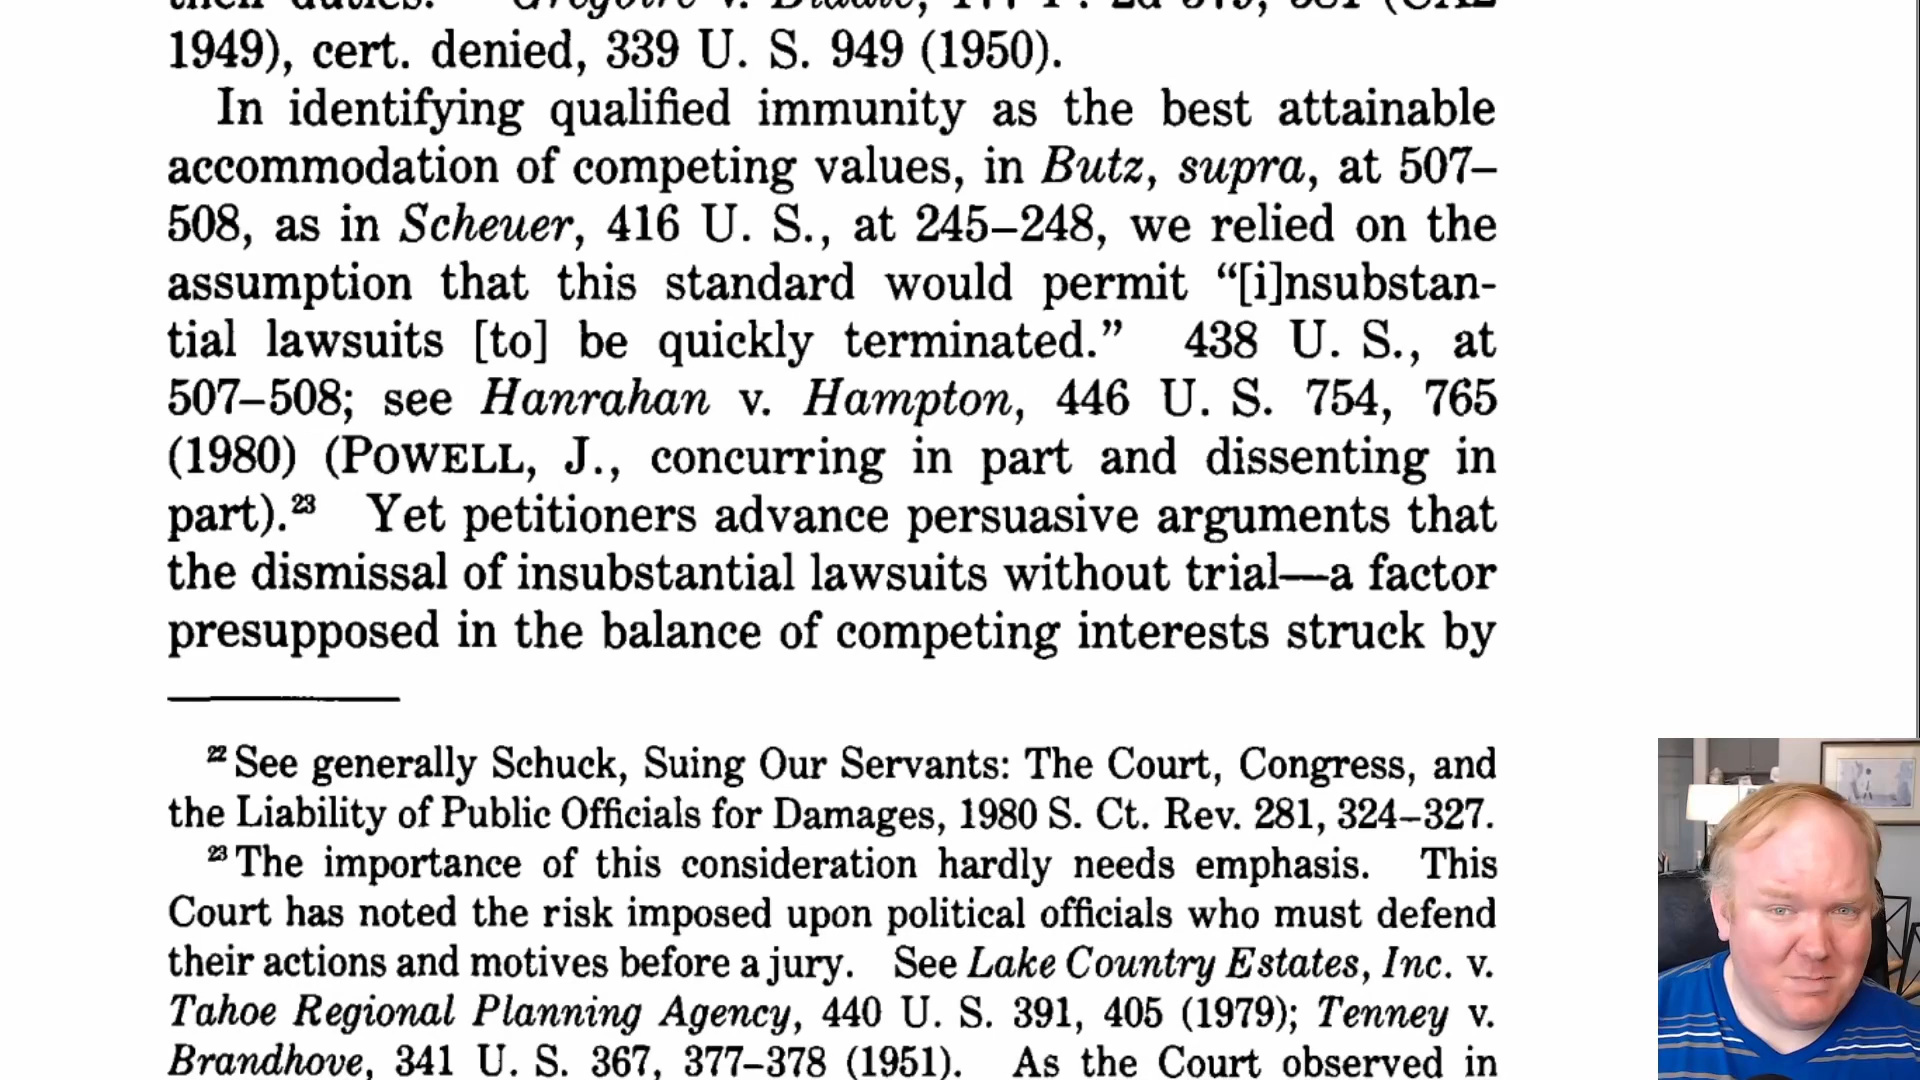 1949), cert. denied, 339 U. S. 949 (1950).
In identifying qualified immunity as the best attainable
accommodation of competing values, in Butz, supra, at 507–
508, as in Scheuer, 416 U. S., at 245–248, we relied on the
assumption that this standard would permit “[i]nsubstan-
tial lawsuits [to] be quickly terminated.” 438 U. S., at
507–508; see Hanrahan v. Hampton, 446 U. S. 754, 765
(1980) (POWELL, J., concurring in part and dissenting in
part).²³ Yet petitioners advance persuasive arguments that
the dismissal of insubstantial lawsuits without trial—a factor
presupposed in the balance of competing interests struck by
²² See generally Schuck, Suing Our Servants: The Court, Congress, and
the Liability of Public Officials for Damages, 1980 S. Ct. Rev. 281, 324–327.
²³ The importance of this consideration hardly needs emphasis. This
Court has noted the risk imposed upon political officials who must defend
their actions and motives before a jury. See Lake Country Estates, Inc. v.
Tahoe Regional Planning Agency, 440 U. S. 391, 405 (1979); Tenney v.
Brandhove, 341 U. S. 367, 377–378 (1951). As the Court observed in